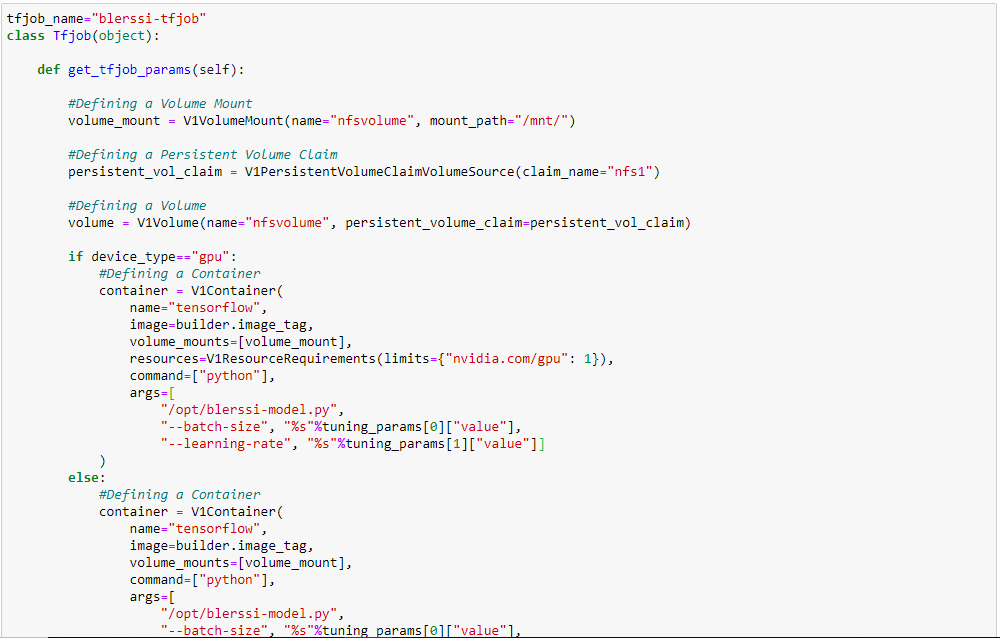 tfjob_name="blerssi-tfjob"
class Tfjob(object):
    def get_tfjob_params(self):
        #Defining a Volume Mount
        volume_mount = V1VolumeMount(name="nfsvolume", mount_path="/mnt/")
        #Defining a Persistent Volume Claim
        persistent_vol_claim = V1PersistentVolumeClaimVolumeSource(claim_name="nfs1")
        #Defining a Volume
        volume = V1Volume(name="nfsvolume", persistent_volume_claim=persistent_vol_claim)
        if device_type=="gpu":
            #Defining a Container
            container = V1Container(
                name="tensorflow",
                image=builder.image_tag,
                volume_mounts=[volume_mount],
                resources=V1ResourceRequirements(limits={"nvidia.com/gpu": 1}),
                command=["python"],
                args=[
                    "/opt/blerssi-model.py",
                    "--batch-size", "%s"%tuning_params[0]["value"],
                    "--learning-rate", "%s"%tuning_params[1]["value"]]
            )
        else:
            #Defining a Container
            container = V1Container(
                name="tensorflow",
                image=builder.image_tag,
                volume_mounts=[volume_mount],
                command=["python"],
                args=[
                    "/opt/blerssi-model.py",
                    "--batch-size", "%s"%tuning_params[0]["value"],